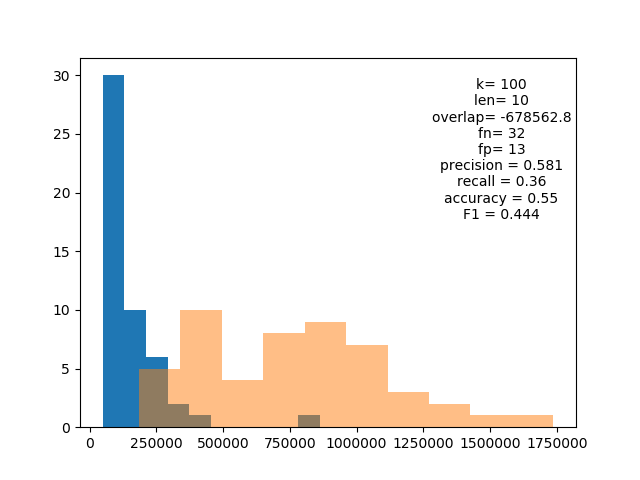 k= 100
len= 10
overlap= -678562.8
fn= 32
fp= 13
precision = 0.581
recall = 0.36
accuracy = 0.55
F1 = 0.444
30
25
20
15
10
5
0
0 250000 500000 750000 1000000 1250000 1500000 1750000